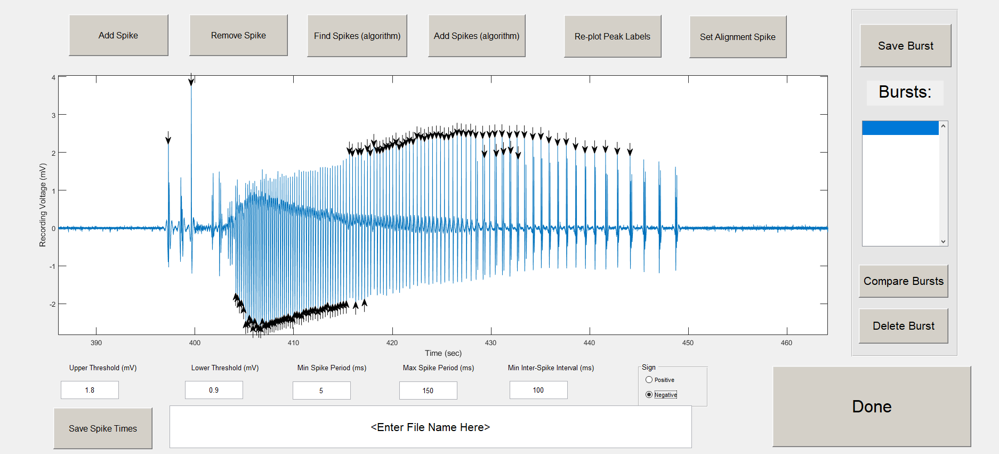 Add Spike
Remove Spike
Find Spikes (algorithm)
Add Spikes (algorithm)
Re-plot Peak Labels
Set Alignment Spike
Save Burst
Bursts:
Compare Bursts
Delete Burst
4
3
2
1
0
-1
-2
Recording Voltage (mV)
390
400
410
420
430
440
450
460
Time (sec)
Upper Threshold (mV)
Lower Threshold (mV)
Min Spike Period (ms)
Max Spike Period (ms)
Min Inter-Spike Interval (ms)
1.8
0.9
5
150
100
Sign
Positive
Negative
Save Spike Times
<Enter File Name Here>
Done